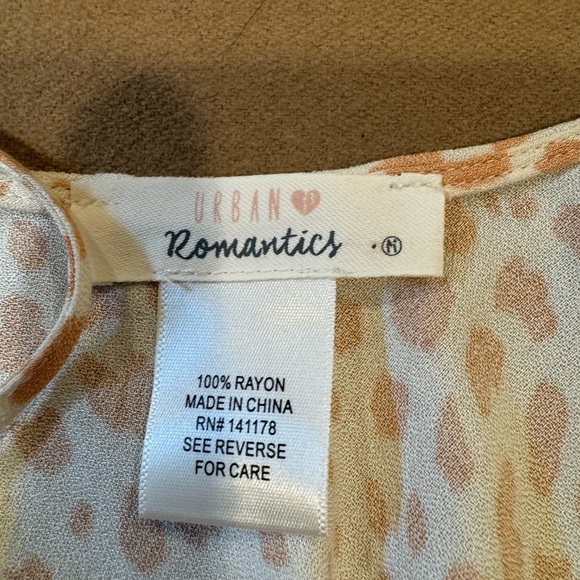 URBAN
Romantics M
100% RAYON
MADE IN CHINA
RN# 141178
SEE REVERSE
FOR CARE